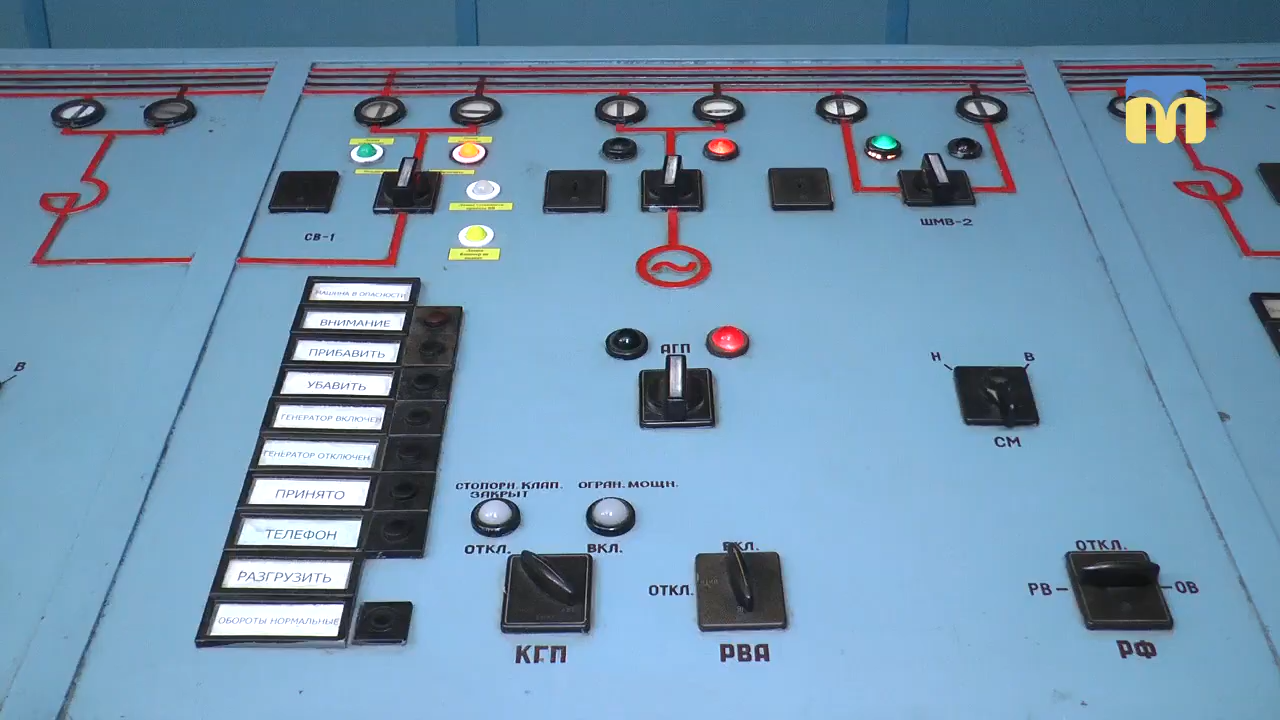 СВ-1
ШМВ-2
МАШИНА В ОПАСНОСТИ
ВНИМАНИЕ
ПРИБАВИТЬ
УБАВИТЬ
ГЕНЕРАТОР ВКЛЮЧЕН
ГЕНЕРАТОР ОТКЛЮЧЕН
ПРИНЯТО
ТЕЛЕФОН
РАЗГРУЗИТЬ
ОБОРОТЫ НОРМАЛЬНЫЕ
АГП
В
Н В
СМ
СТОПОРН. КЛАП.
ЗАКРЫТ
ОГРАН. МОЩН.
ОТКЛ. ВКЛ.
КГП
ВКЛ.
ОТКЛ.
РВА
ОТКЛ.
РВ – – ОВ
РФ
m